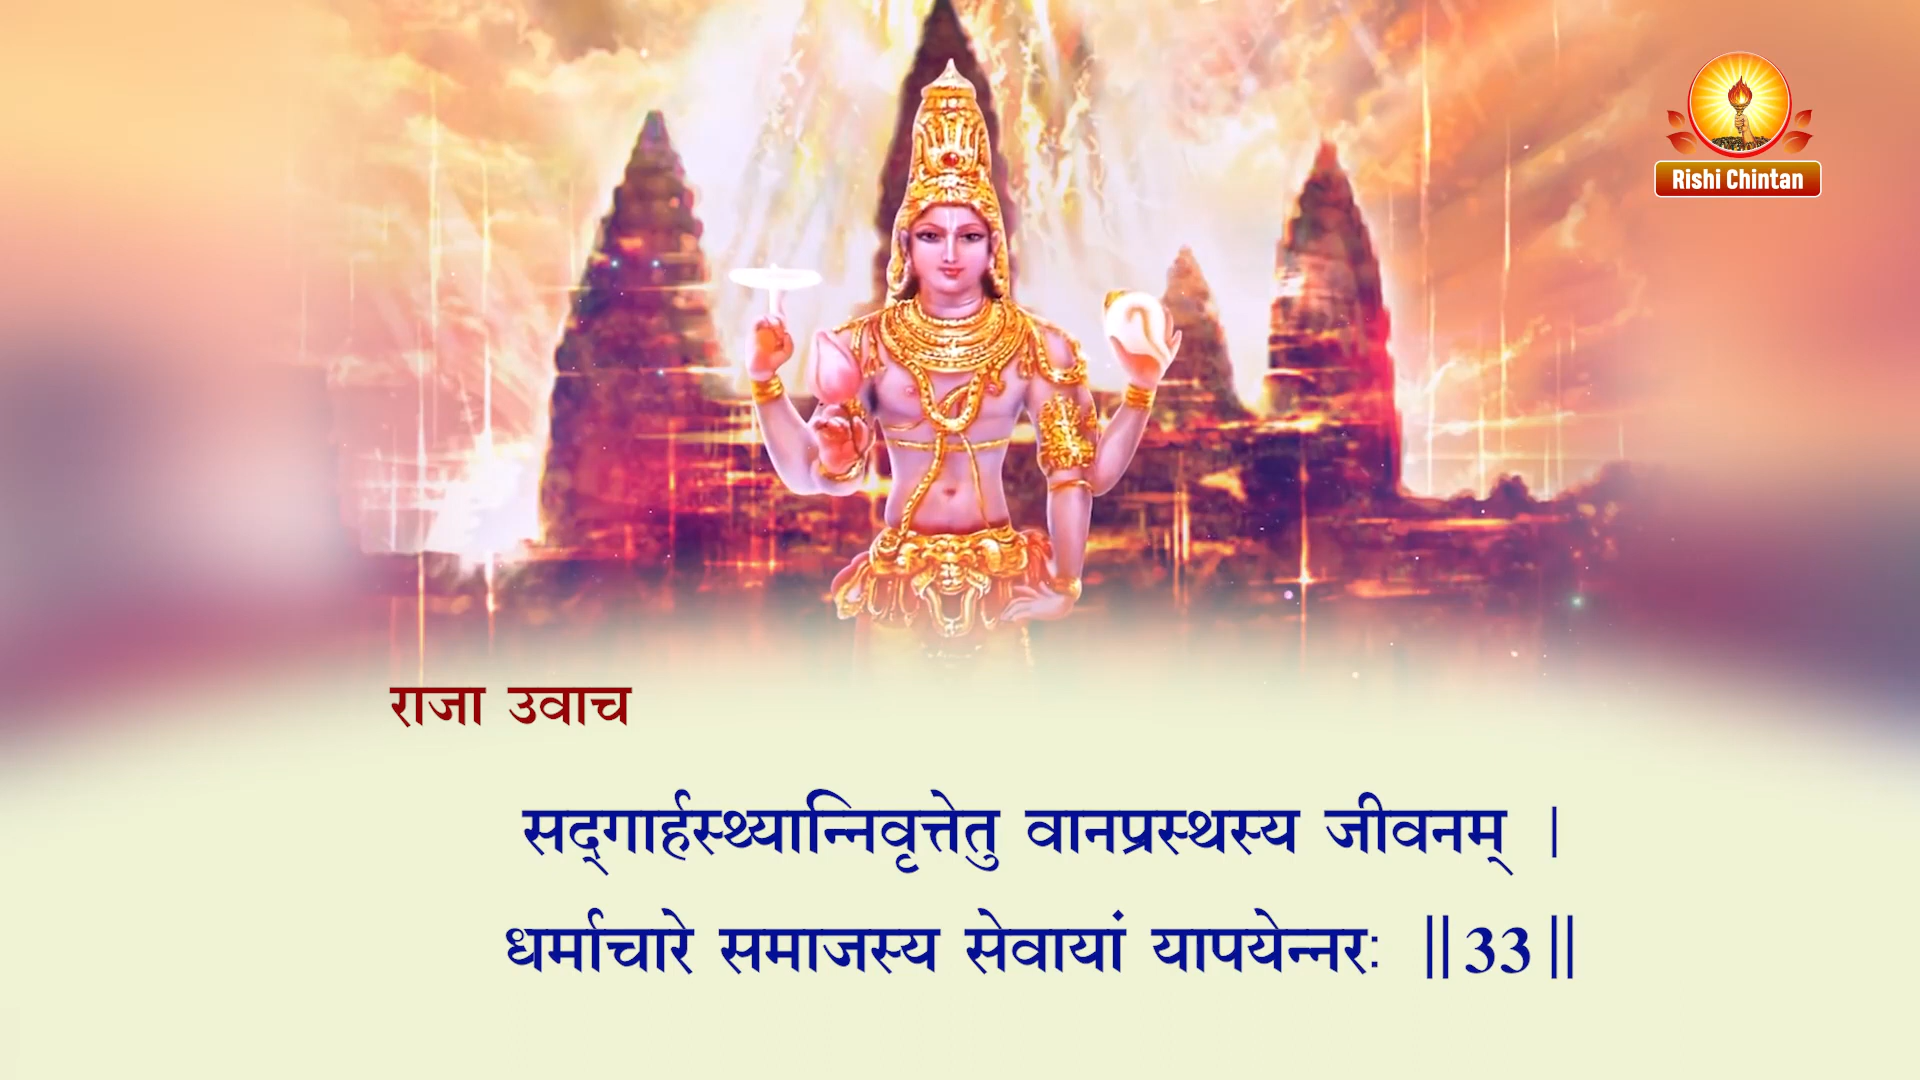 Rishi Chintan
राजा उवाच
सद्‌गार्हस्थ्यान्निवृत्तेतु वानप्रस्थस्य जीवनम् |
धर्माचारे समाजस्य सेवायां यापयेन्नरः ||33||